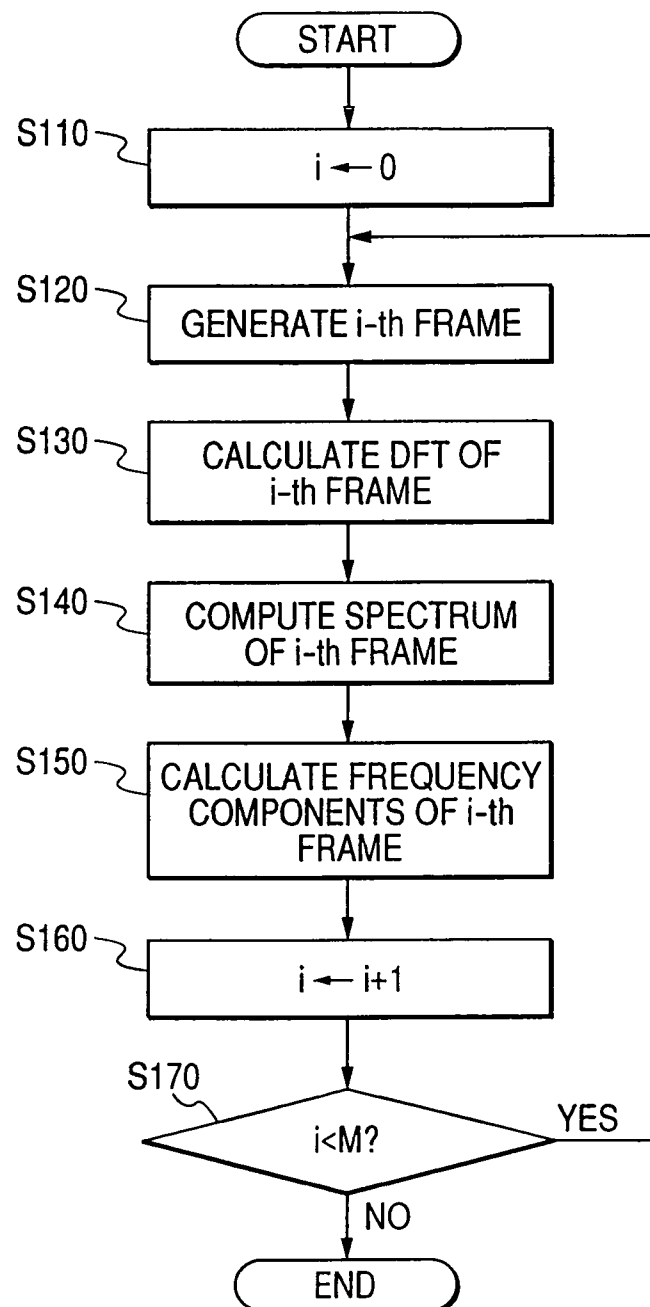 START
S110
i ← 0
S120
GENERATE i-th FRAME
S130
CALCULATE DFT OF
i-th FRAME
S140
COMPUTE SPECTRUM
OF i-th FRAME
S150
CALCULATE FREQUENCY
COMPONENTS OF i-th
FRAME
S160
i ← i+1
S170
i<M?
YES
NO
END